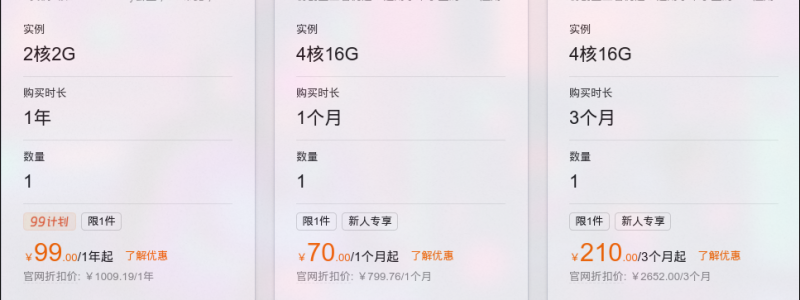 实例
2核2G
购买时长
1年
数量
1
99计划 限1件
¥99.00/1年起 了解优惠
官网折扣价: ¥1009.19/1年
实例
4核16G
购买时长
1个月
数量
1
限1件 新人专享
¥70.00/1个月起 了解优惠
官网折扣价: ¥799.76/1个月
实例
4核16G
购买时长
3个月
数量
1
限1件 新人专享
¥210.00/3个月起 了解优惠
官网折扣价: ¥2652.00/3个月